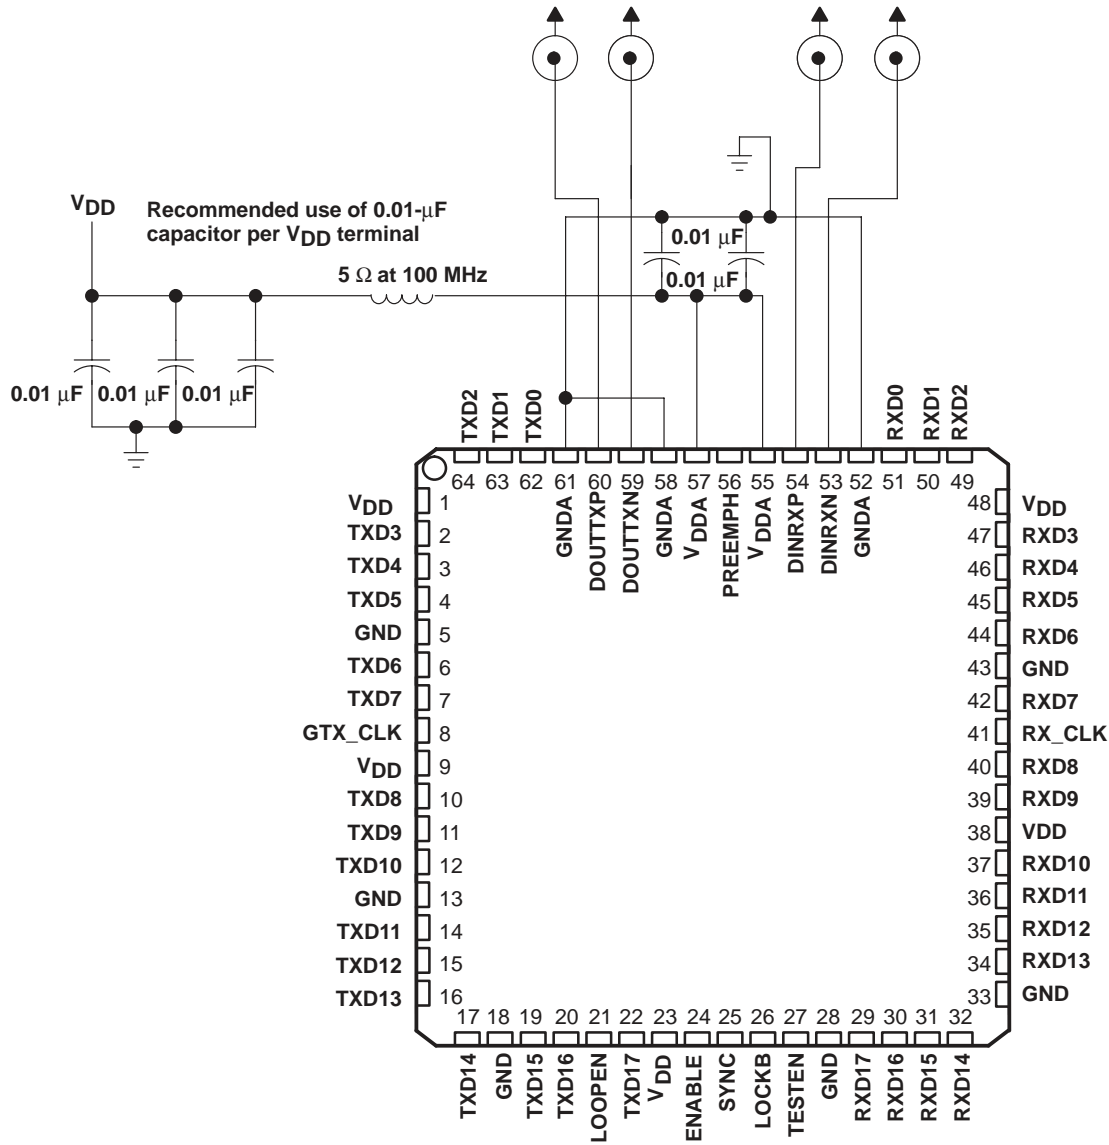 VDD
Recommended use of 0.01-μF
capacitor per VDD terminal
5 Ω at 100 MHz
0.01 μF
0.01 μF
0.01 μF
0.01 μF
0.01 μF
TXD2
TXD1
TXD0
RXD0
RXD1
RXD2
64
63
62
61
60
59
58
57
56
55
54
53
52
51
50
49
GNDA
DOUTTXP
DOUTTXN
GNDA
VDDA
PREEMPH
VDDA
DINRXP
DINRXN
GNDA
VDD 1
TXD3 2
TXD4 3
TXD5 4
GND 5
TXD6 6
TXD7 7
GTX_CLK 8
VDD 9
TXD8 10
TXD9 11
TXD10 12
GND 13
TXD11 14
TXD12 15
TXD13 16
48 VDD
47 RXD3
46 RXD4
45 RXD5
44 RXD6
43 GND
42 RXD7
41 RX_CLK
40 RXD8
39 RXD9
38 VDD
37 RXD10
36 RXD11
35 RXD12
34 RXD13
33 GND
17
18
19
20
21
22
23
24
25
26
27
28
29
30
31
32
TXD14
GND
TXD15
TXD16
LOOPEN
TXD17
VDD
ENABLE
SYNC
LOCKB
TESTEN
GND
RXD17
RXD16
RXD15
RXD14